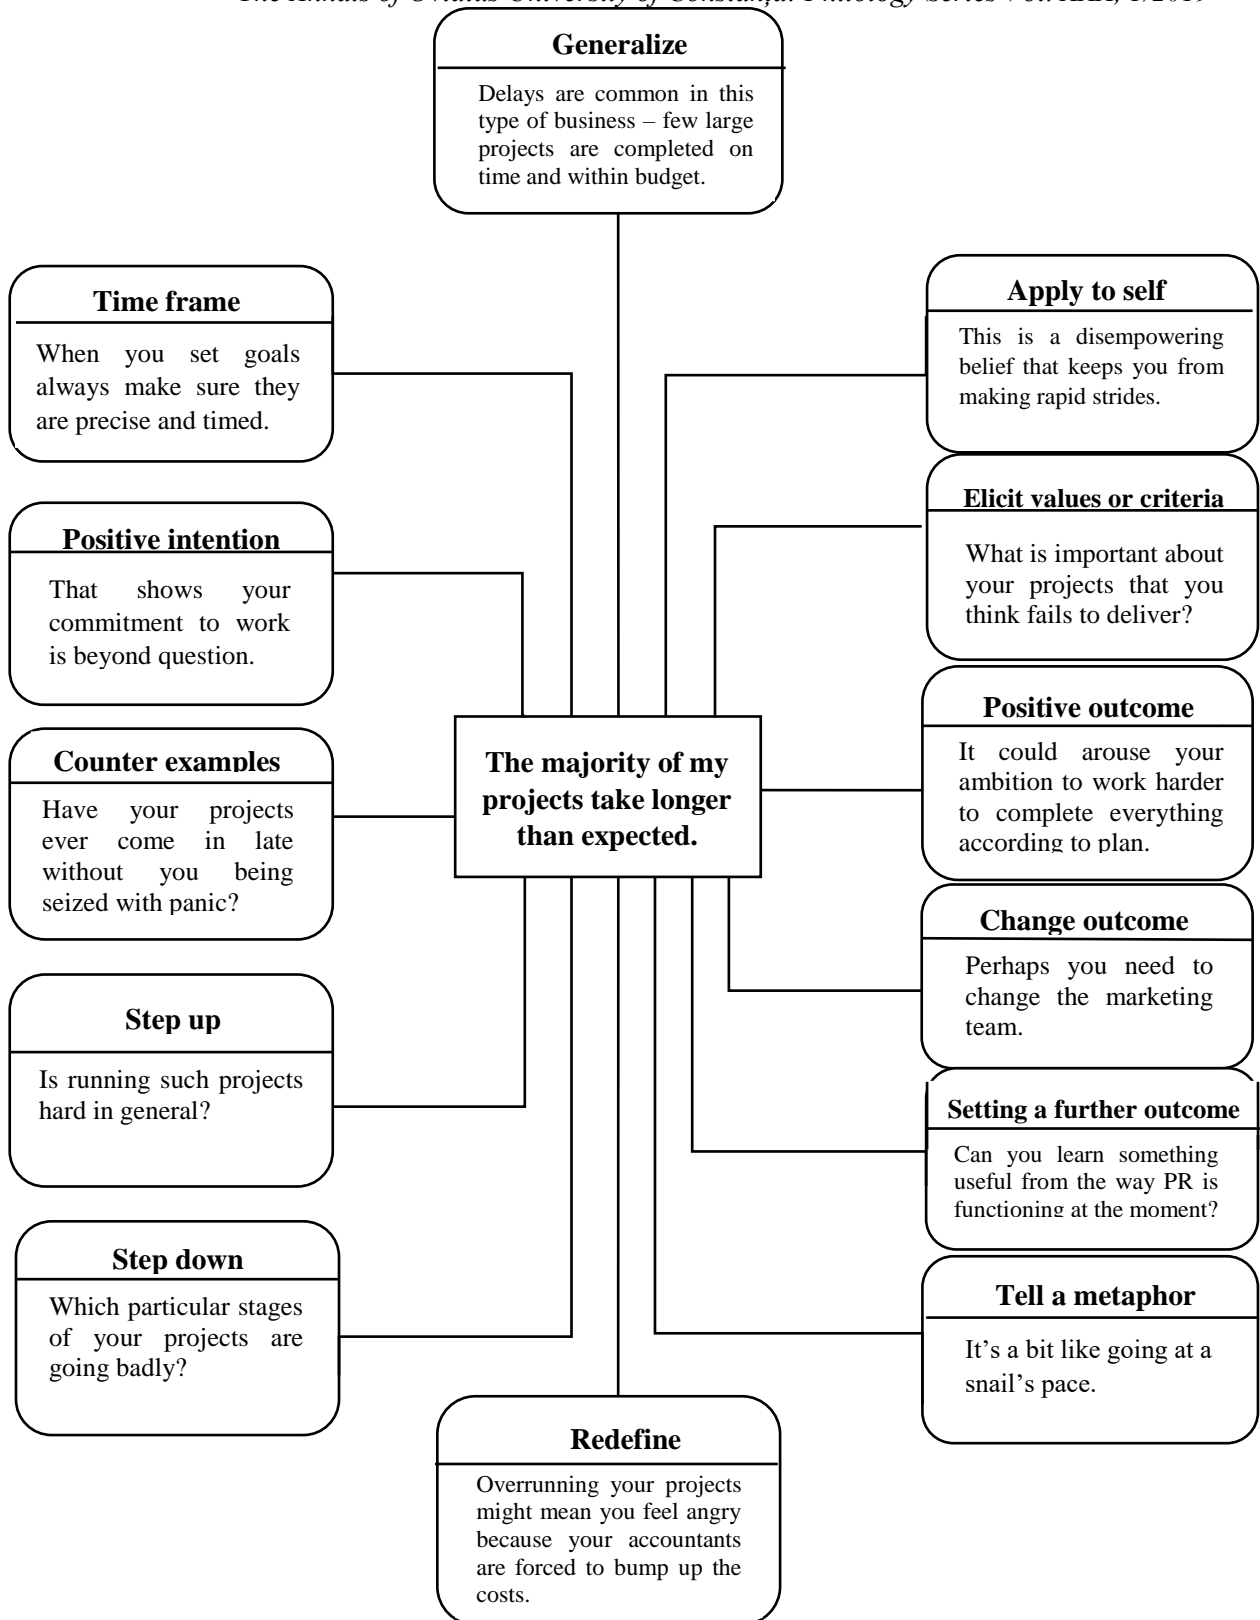 The Annals of Ovidius University of Constanța: Philology Series Vol. XXX, 1/2019
Generalize
Delays are common in this
type of business – few large
projects are completed on
time and within budget.
Time frame
When you set goals
always make sure they
are precise and timed.
Apply to self
This is a disempowering
belief that keeps you from
making rapid strides.
Positive intention
That shows your
commitment to work
is beyond question.
Elicit values or criteria
What is important about
your projects that you
think fails to deliver?
Counter examples
Have your projects
ever come in late
without you being
seized with panic?
The majority of my
projects take longer
than expected.
Positive outcome
It could arouse your
ambition to work harder
to complete everything
according to plan.
Step up
Is running such projects
hard in general?
Change outcome
Perhaps you need to
change the marketing
team.
Setting a further outcome
Can you learn something
useful from the way PR is
functioning at the moment?
Step down
Which particular stages
of your projects are
going badly?
Tell a metaphor
It’s a bit like going at a
snail’s pace.
Redefine
Overrunning your projects
might mean you feel angry
because your accountants
are forced to bump up the
costs.